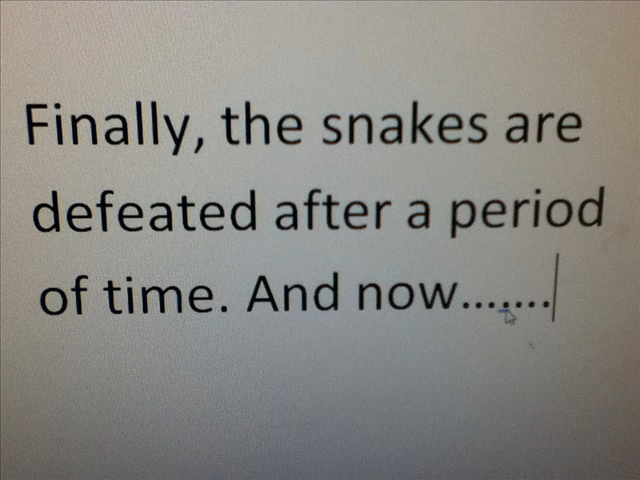 Finally, the snakes are
defeated after a period
of time. And now.......